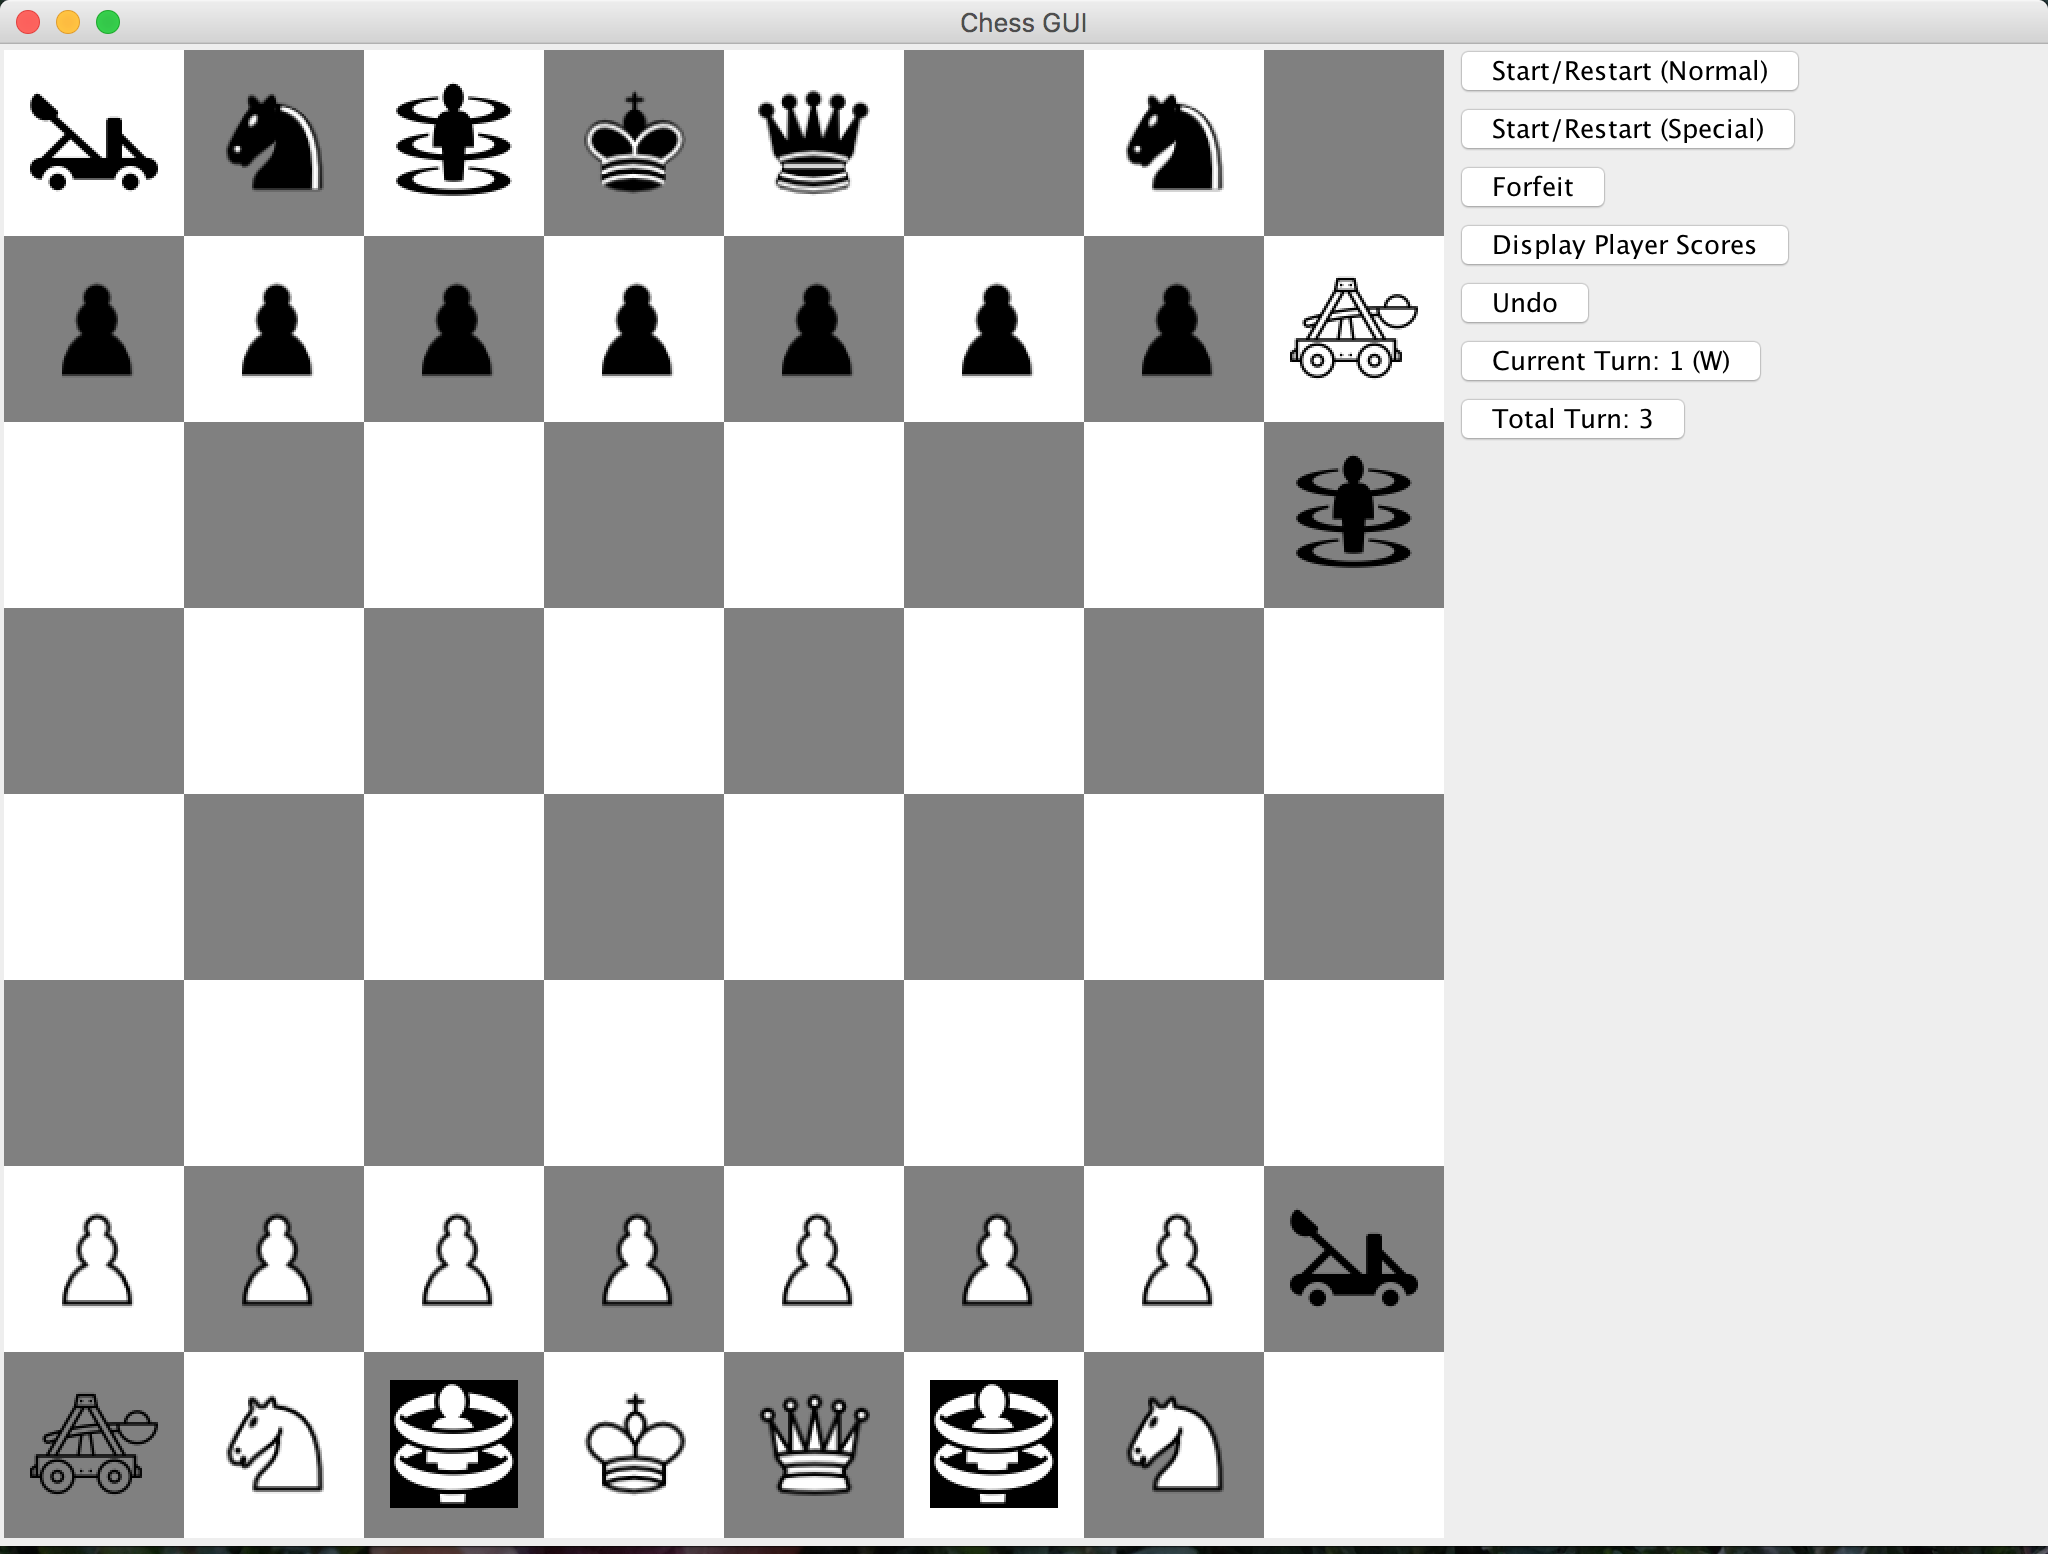 Chess GUI
Start/Restart (Normal)
Start/Restart (Special)
Forfeit
Display Player Scores
Undo
Current Turn: 1 (W)
Total Turn: 3